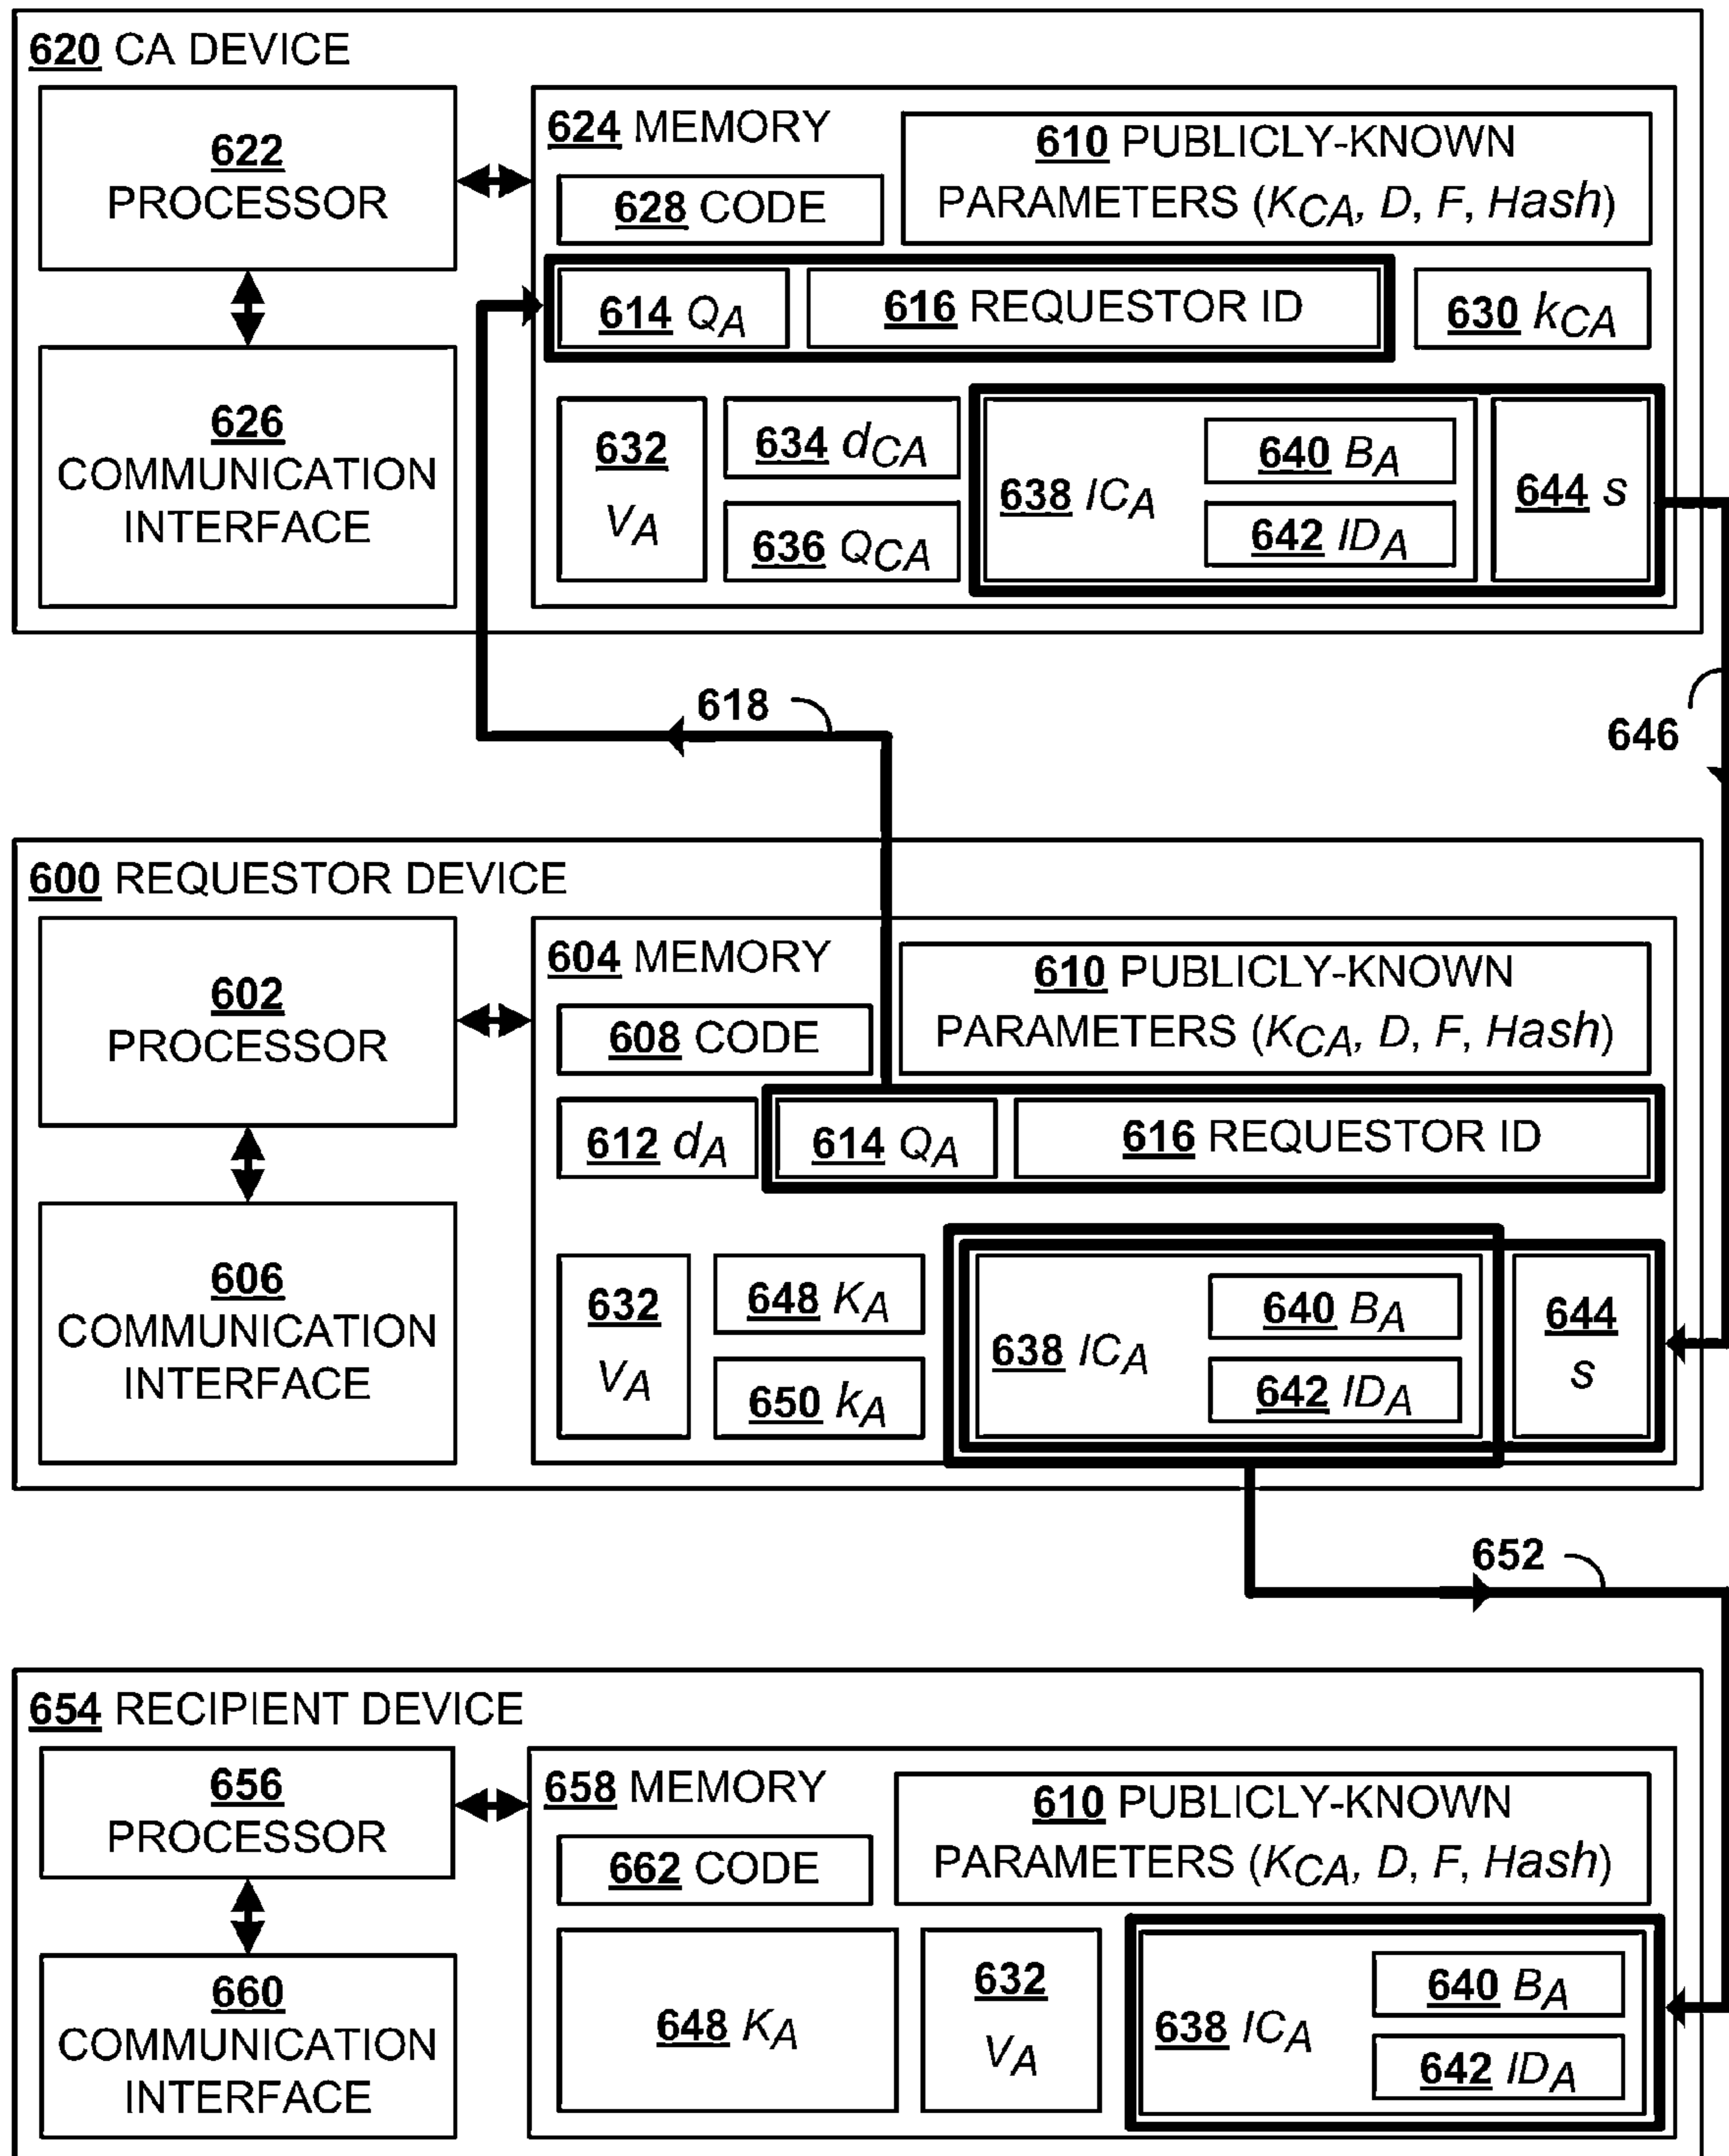 620 CA DEVICE
622
PROCESSOR
626
COMMUNICATION
INTERFACE
624 MEMORY
628 CODE
610 PUBLICLY-KNOWN
PARAMETERS (KCA, D, F, Hash)
614 QA
616 REQUESTOR ID
630 kCA
632
VA
634 dCA
636 QCA
638 ICA
640 BA
642 IDA
644 s
618
646
600 REQUESTOR DEVICE
602
PROCESSOR
606
COMMUNICATION
INTERFACE
604 MEMORY
608 CODE
610 PUBLICLY-KNOWN
PARAMETERS (KCA, D, F, Hash)
612 dA
614 QA
616 REQUESTOR ID
632
VA
648 KA
650 kA
638 ICA
640 BA
642 IDA
644
s
652
654 RECIPIENT DEVICE
656
PROCESSOR
660
COMMUNICATION
INTERFACE
658 MEMORY
662 CODE
610 PUBLICLY-KNOWN
PARAMETERS (KCA, D, F, Hash)
648 KA
632
VA
638 ICA
640 BA
642 IDA